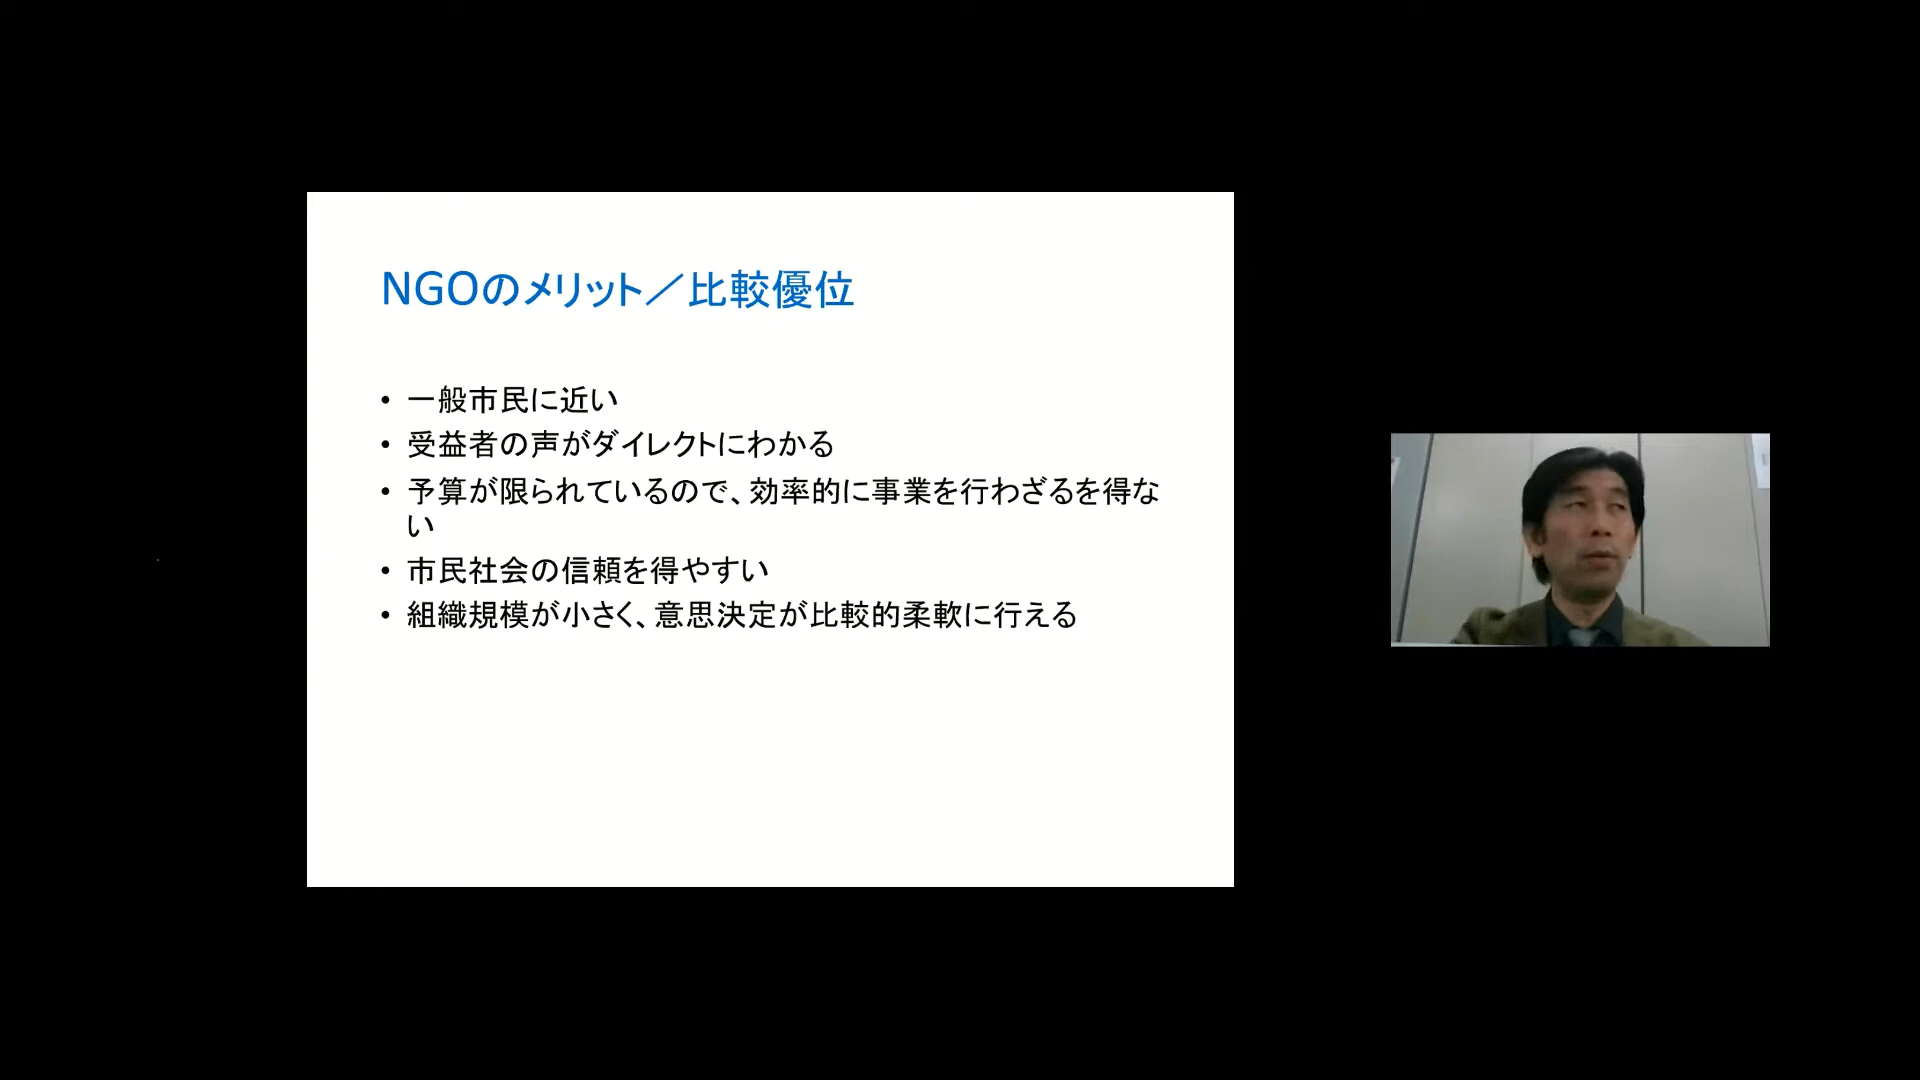 NGOのメリット／比較優位
• 一般市民に近い
• 受益者の声がダイレクトにわかる
• 予算が限られているので、効率的に事業を行わざるを得な
い
• 市民社会の信頼を得やすい
• 組織規模が小さく、意思決定が比較的柔軟に行える